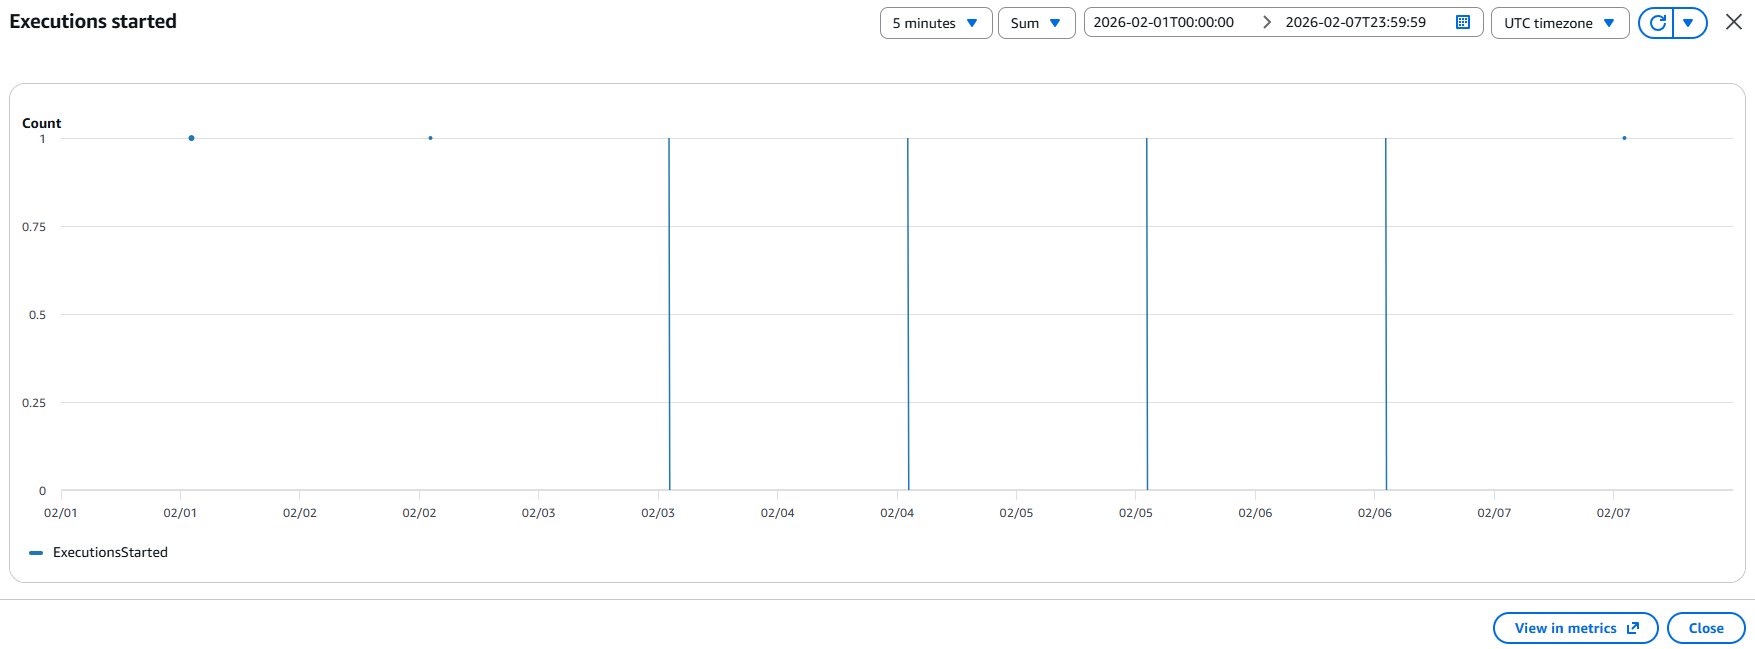 Executions started
5 minutes
Sum
2026-02-01T00:00:00
2026-02-07T23:59:59
UTC timezone
Count
1
0.75
0.5
0.25
0
02/01 02/01 02/02 02/02 02/03 02/03 02/04 02/04 02/05 02/05 02/06 02/06 02/07 02/07
ExecutionsStarted
View in metrics
Close